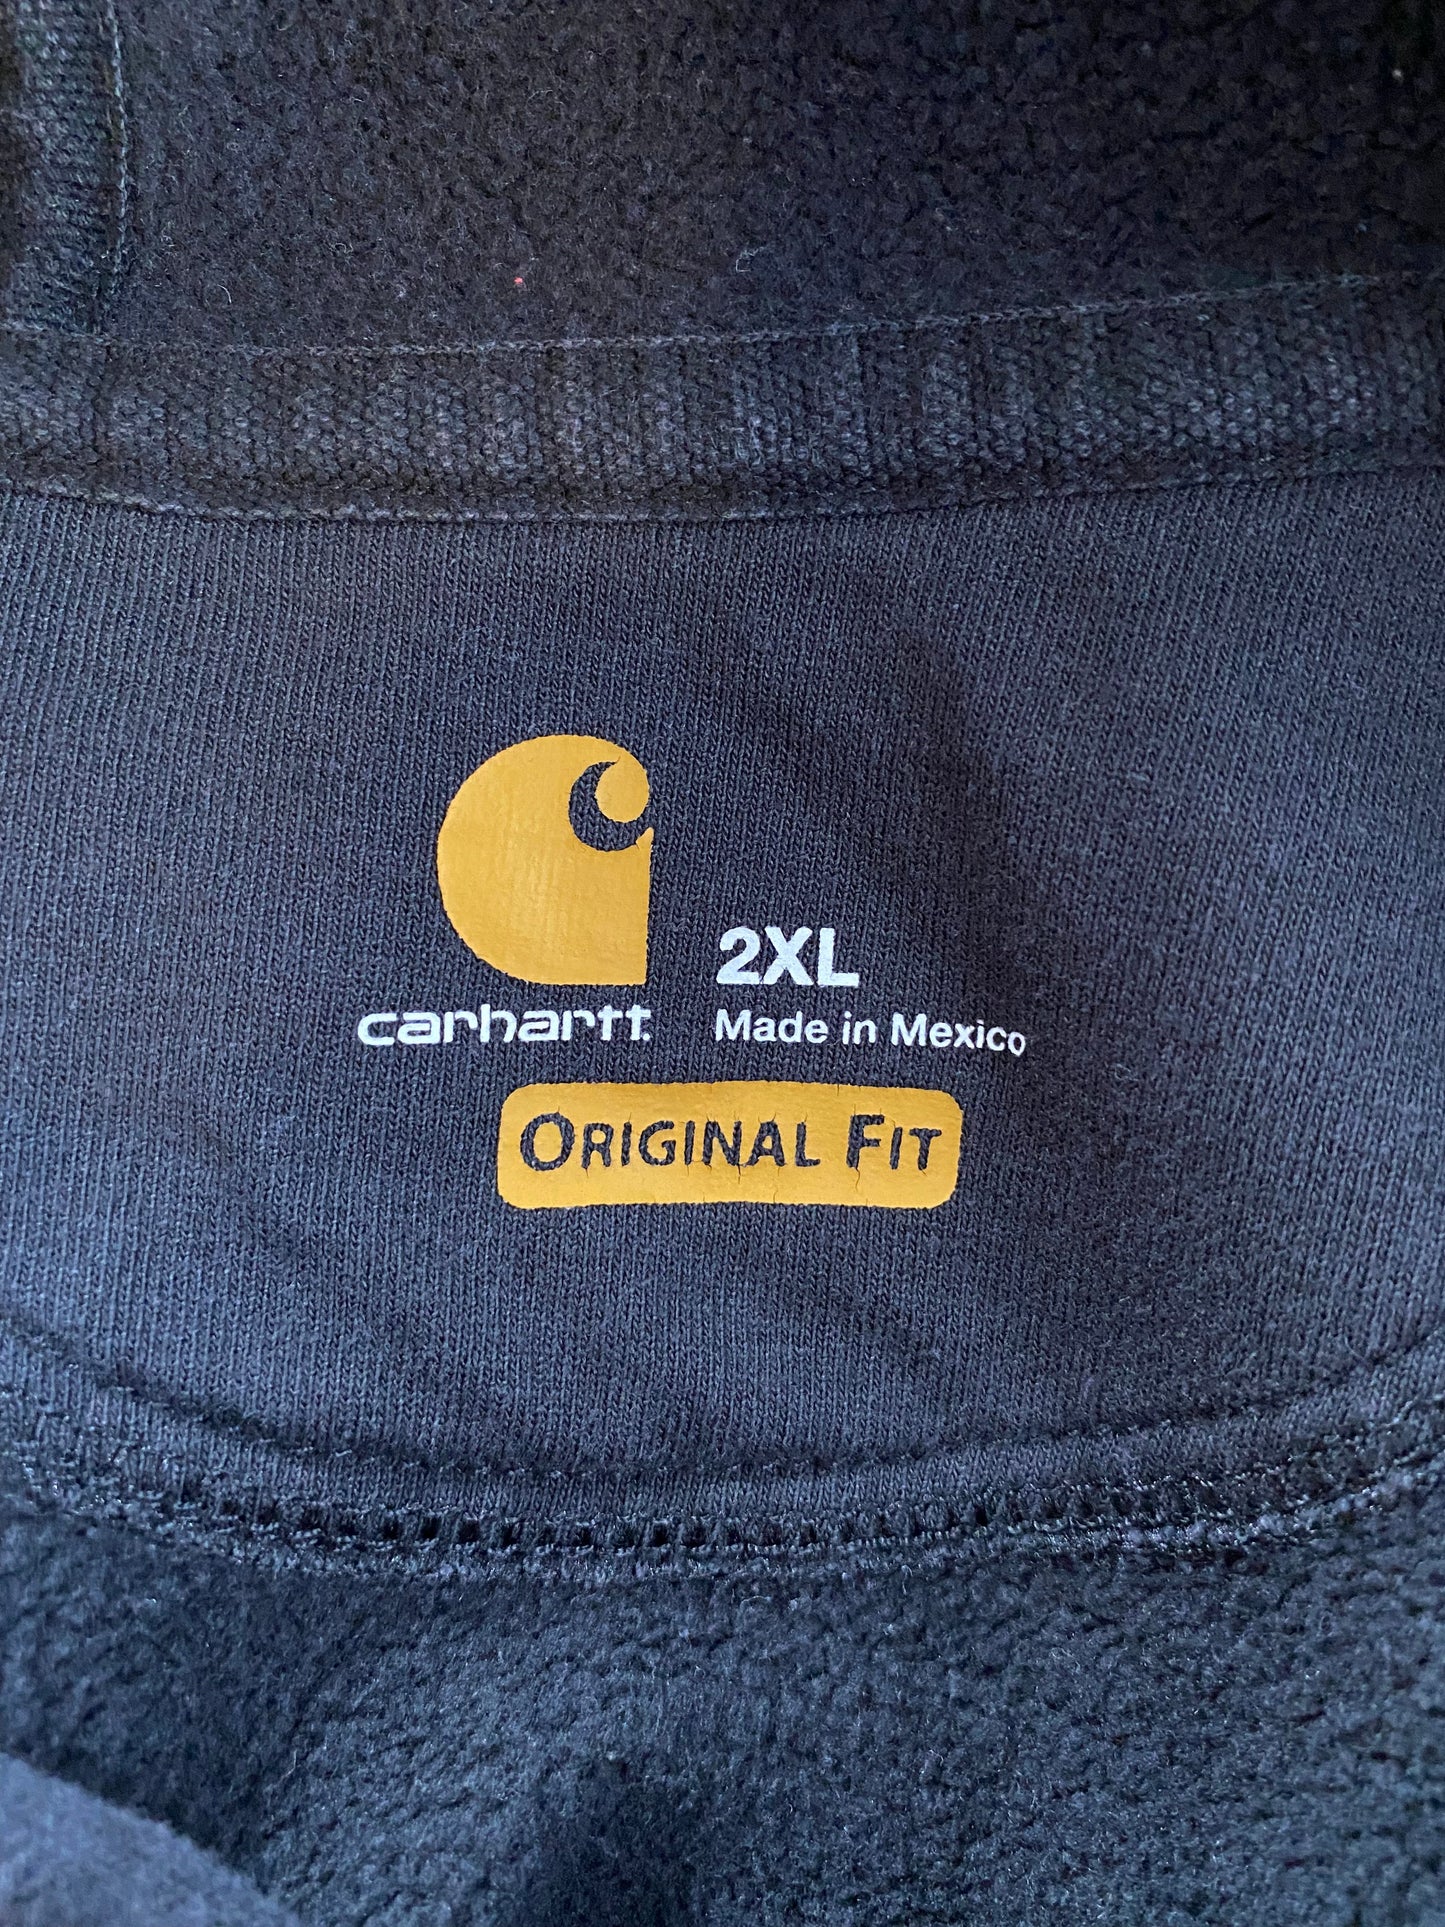 carhartt
2XL
Made in Mexico
ORIGINAL FIT